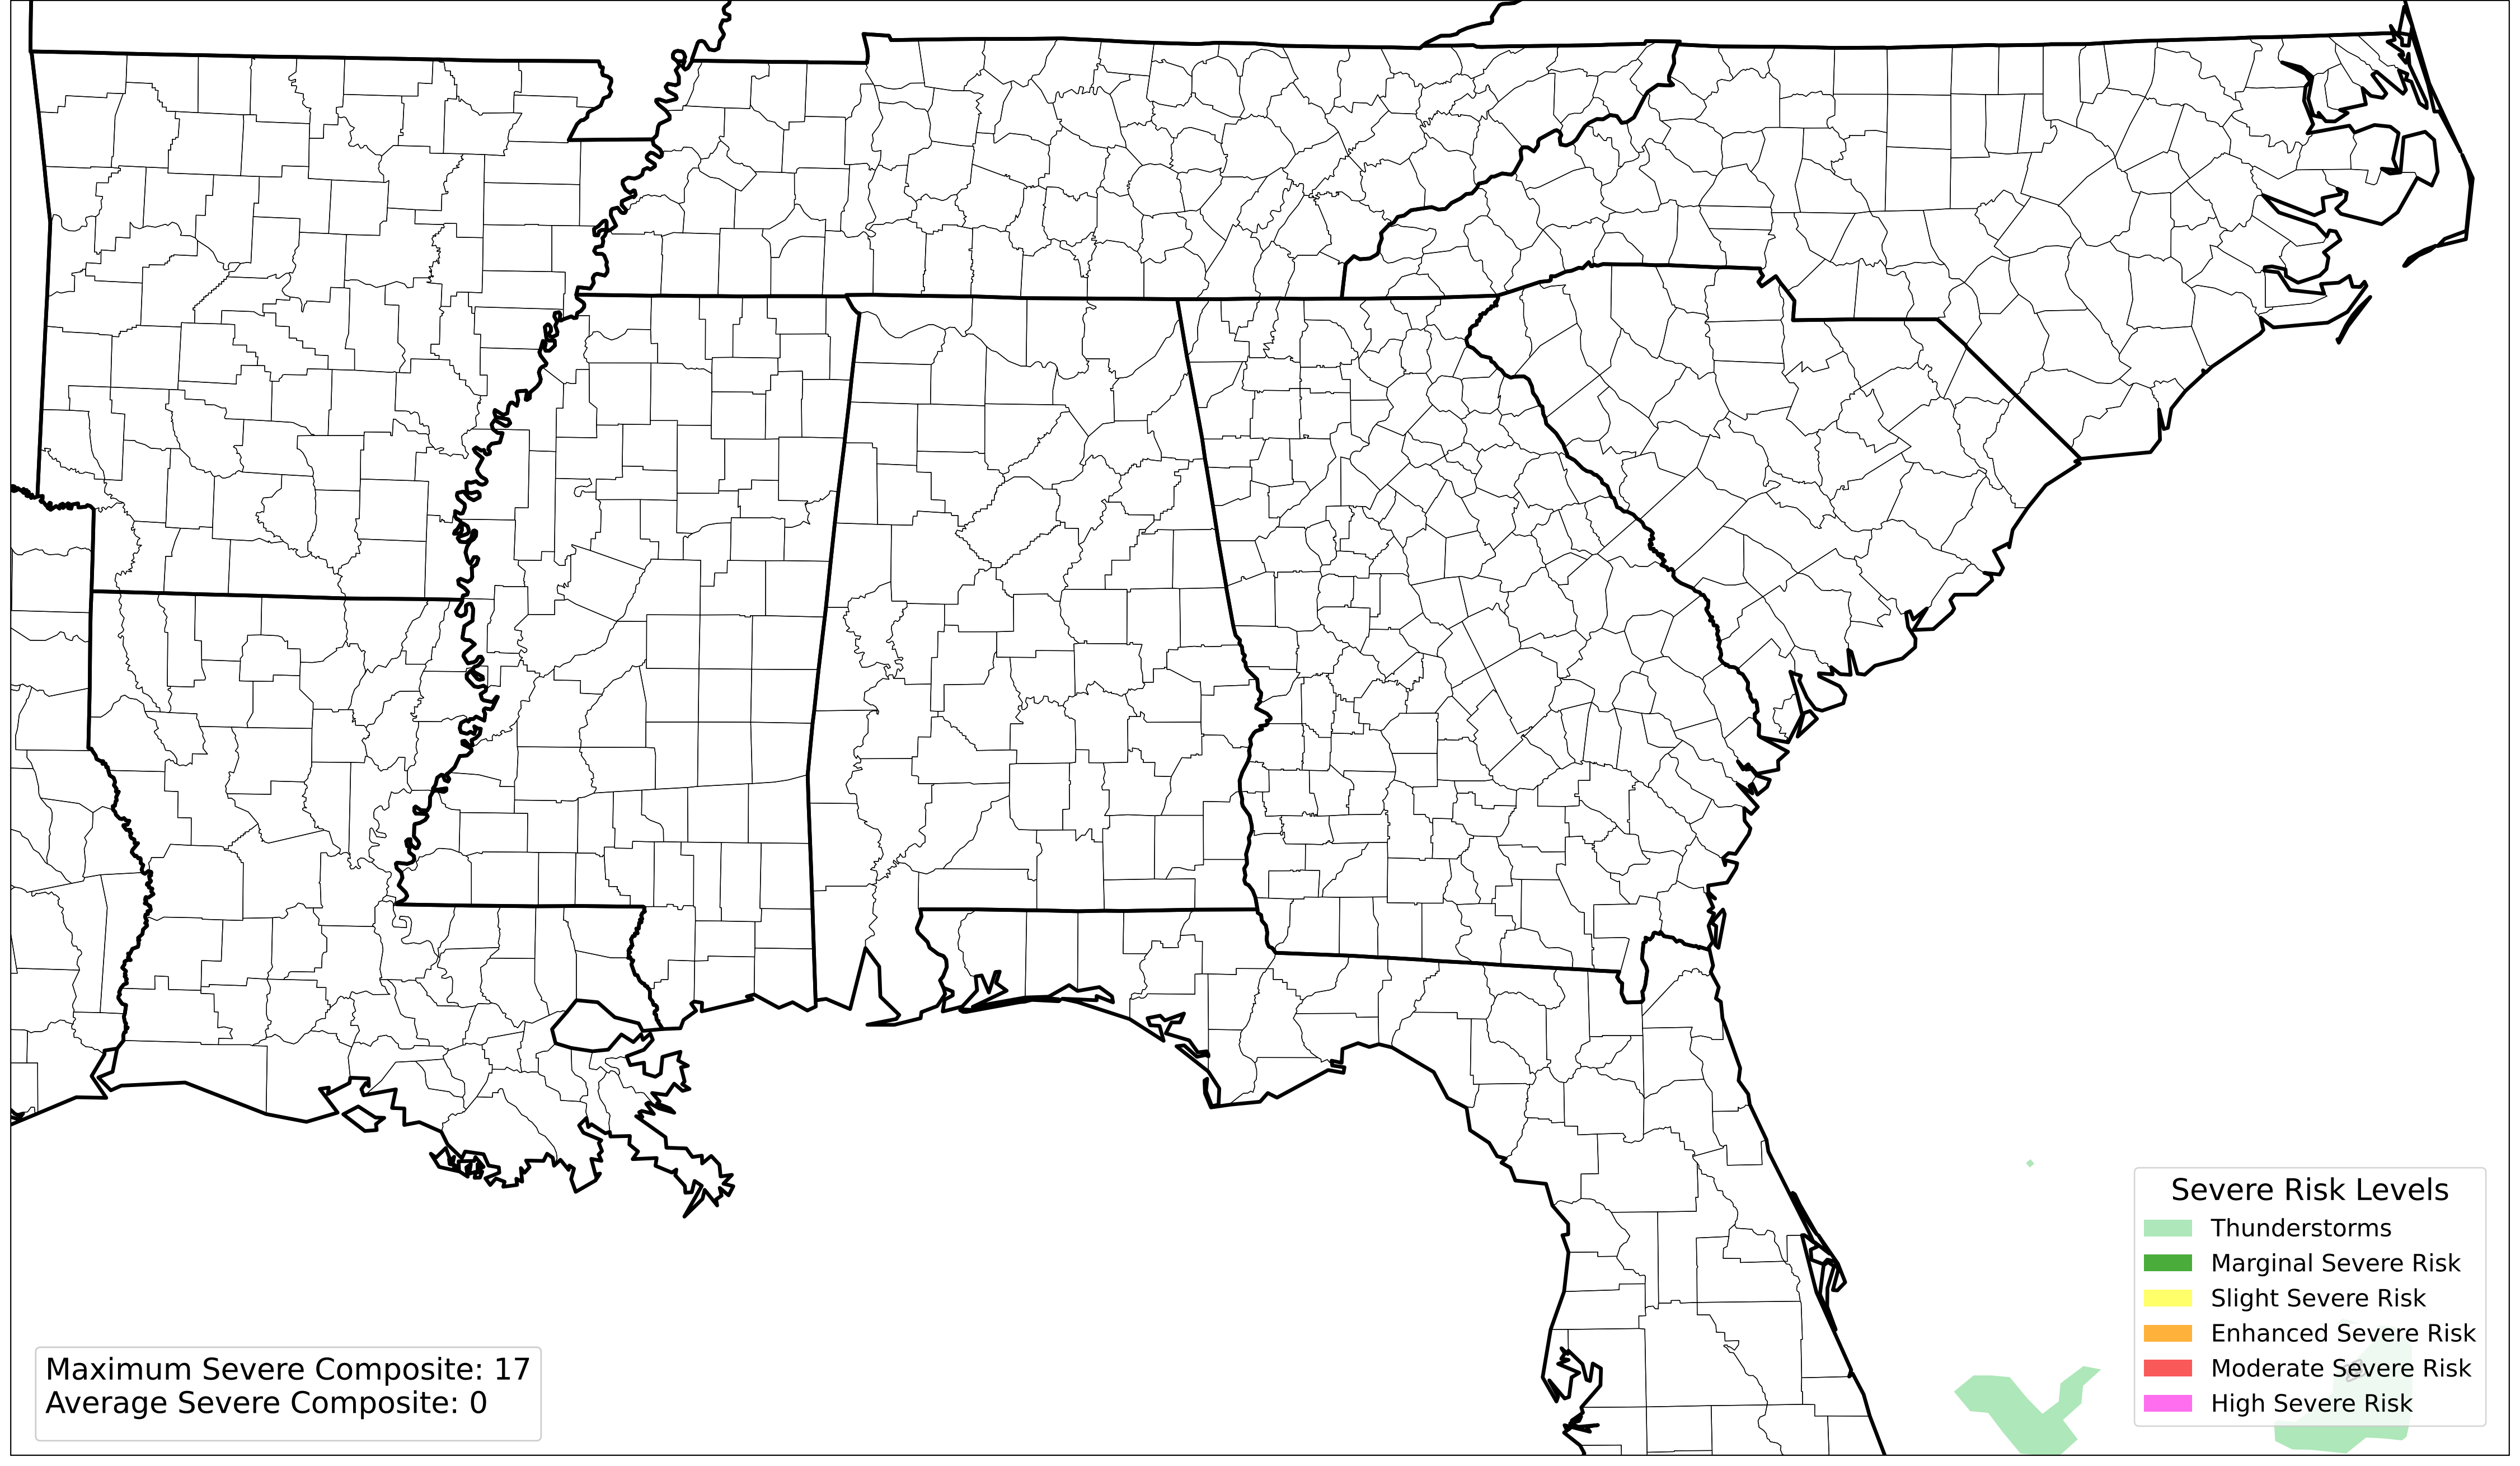 Severe Risk Levels
Thunderstorms
Marginal Severe Risk
Slight Severe Risk
Enhanced Severe Risk
Moderate Severe Risk
High Severe Risk
Maximum Severe Composite: 17
Average Severe Composite: 0